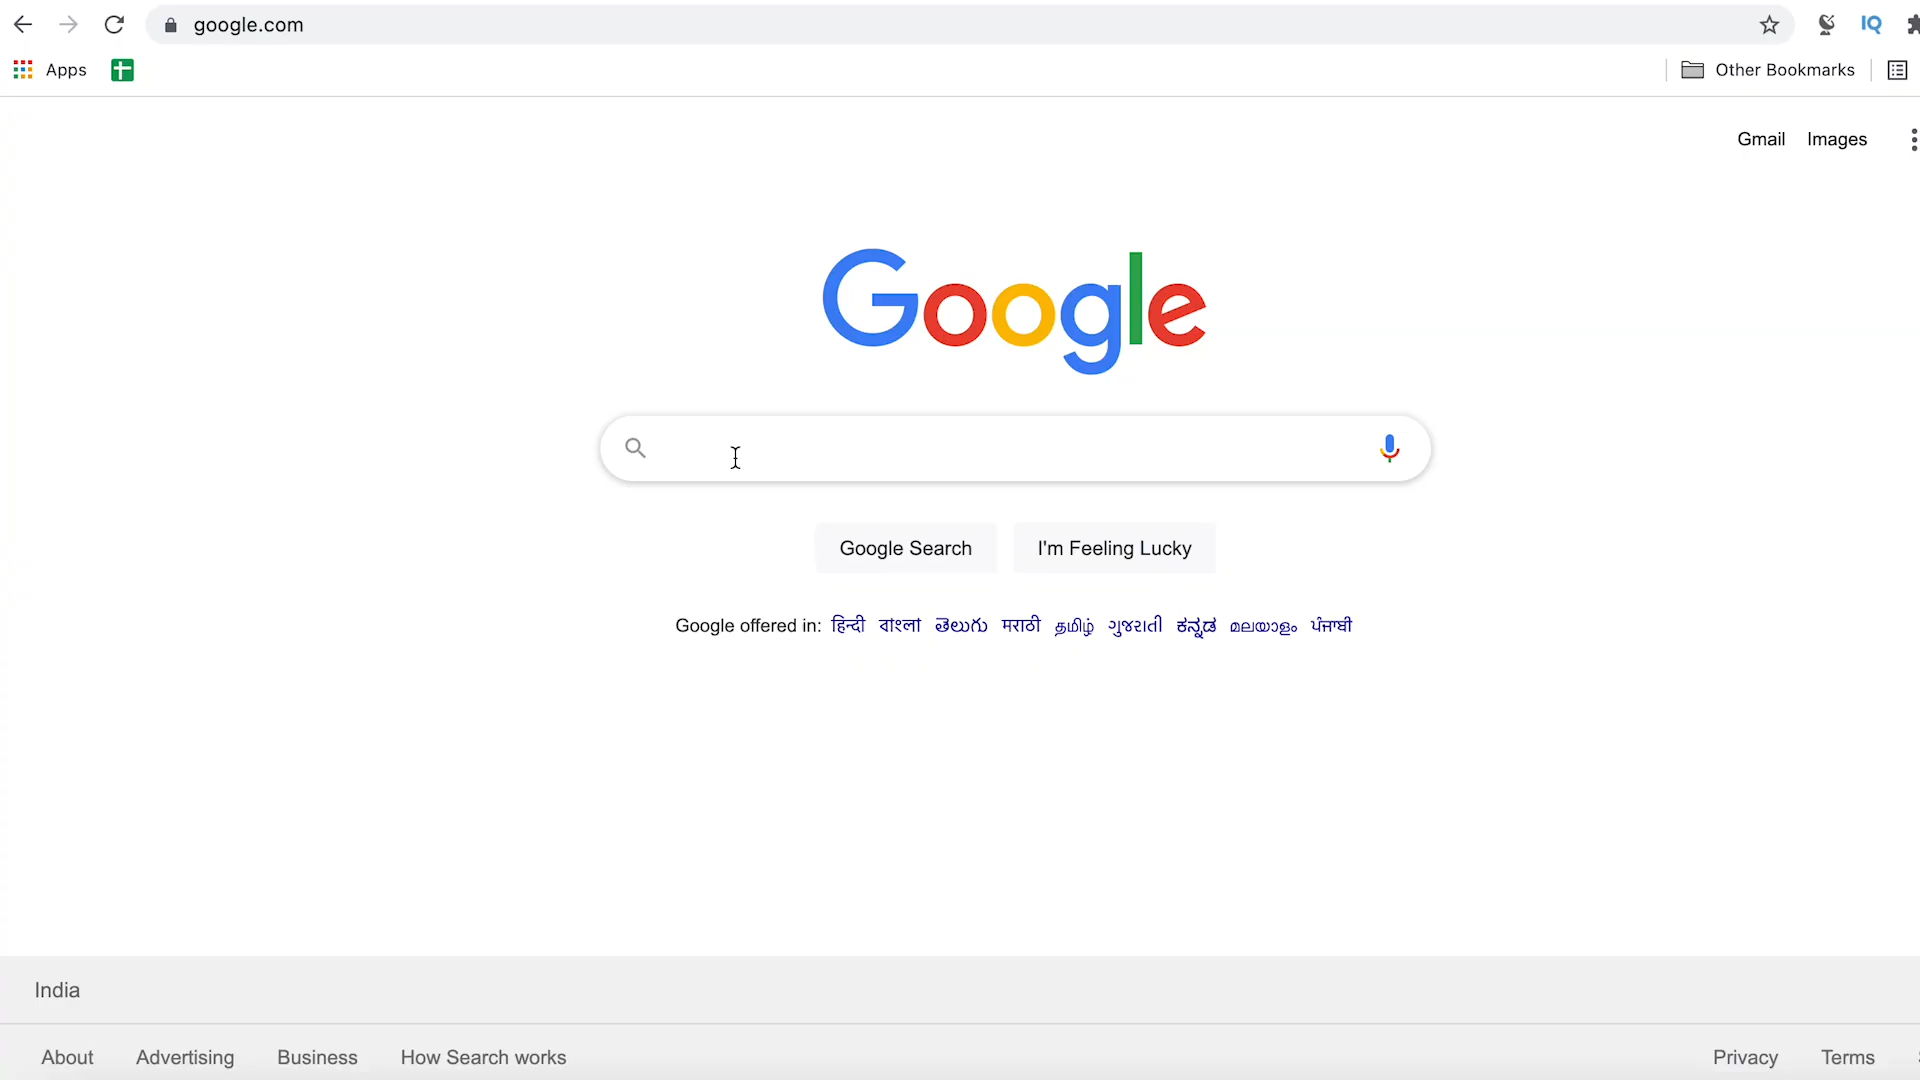 google.com
IQ
Apps
Other Bookmarks
Gmail Images
Google
Google Search I'm Feeling Lucky
Google offered in: हिन्दी বাংলা తెలుగు मराठी தமிழ் ગુજરાતી ಕನ್ನಡ മലയാളം ਪੰਜਾਬੀ
India
About Advertising Business How Search works Privacy Terms